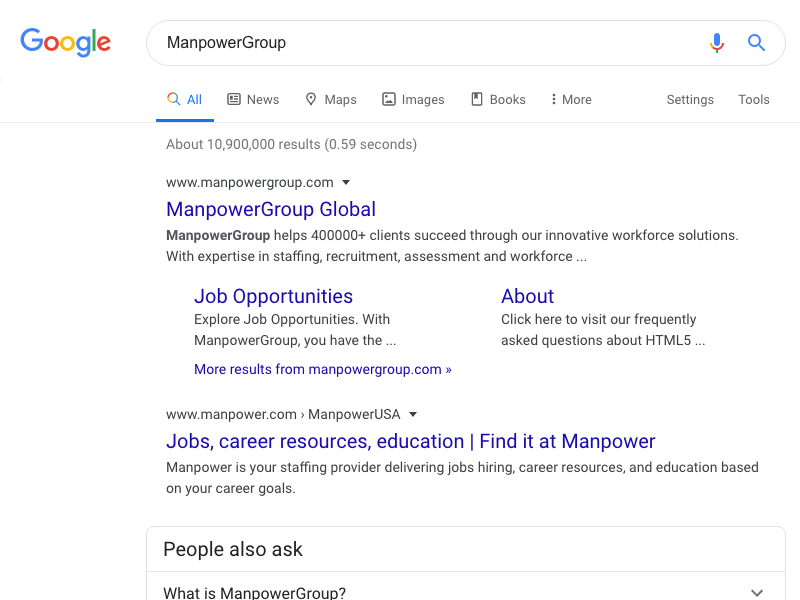 Google
ManpowerGroup
All News Maps Images Books More Settings Tools
About 10,900,000 results (0.59 seconds)
www.manpowergroup.com
ManpowerGroup Global
ManpowerGroup helps 400000+ clients succeed through our innovative workforce solutions.
With expertise in staffing, recruitment, assessment and workforce ...
Job Opportunities
Explore Job Opportunities. With
ManpowerGroup, you have the ...
About
Click here to visit our frequently
asked questions about HTML5 ...
More results from manpowergroup.com »
www.manpower.com › ManpowerUSA
Jobs, career resources, education | Find it at Manpower
Manpower is your staffing provider delivering jobs hiring, career resources, and education based
on your career goals.
People also ask
What is ManpowerGroup?